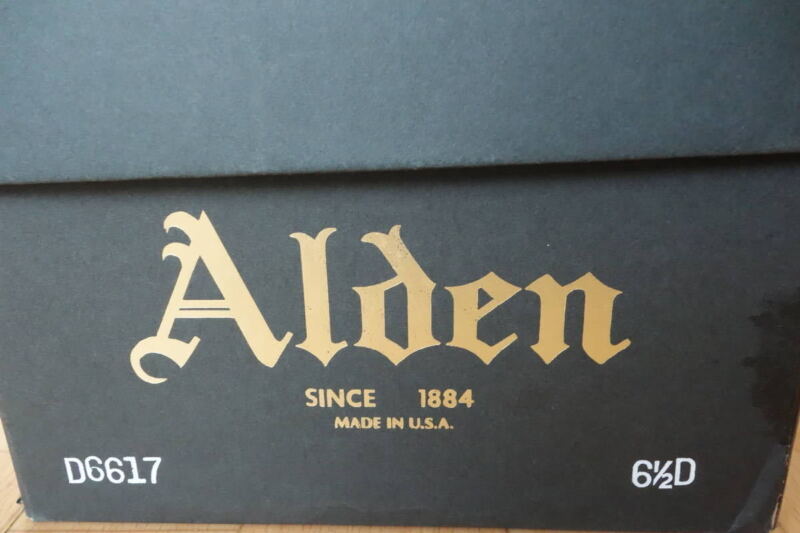 Alden
SINCE 1884
MADE IN U.S.A.
D6617 6½D